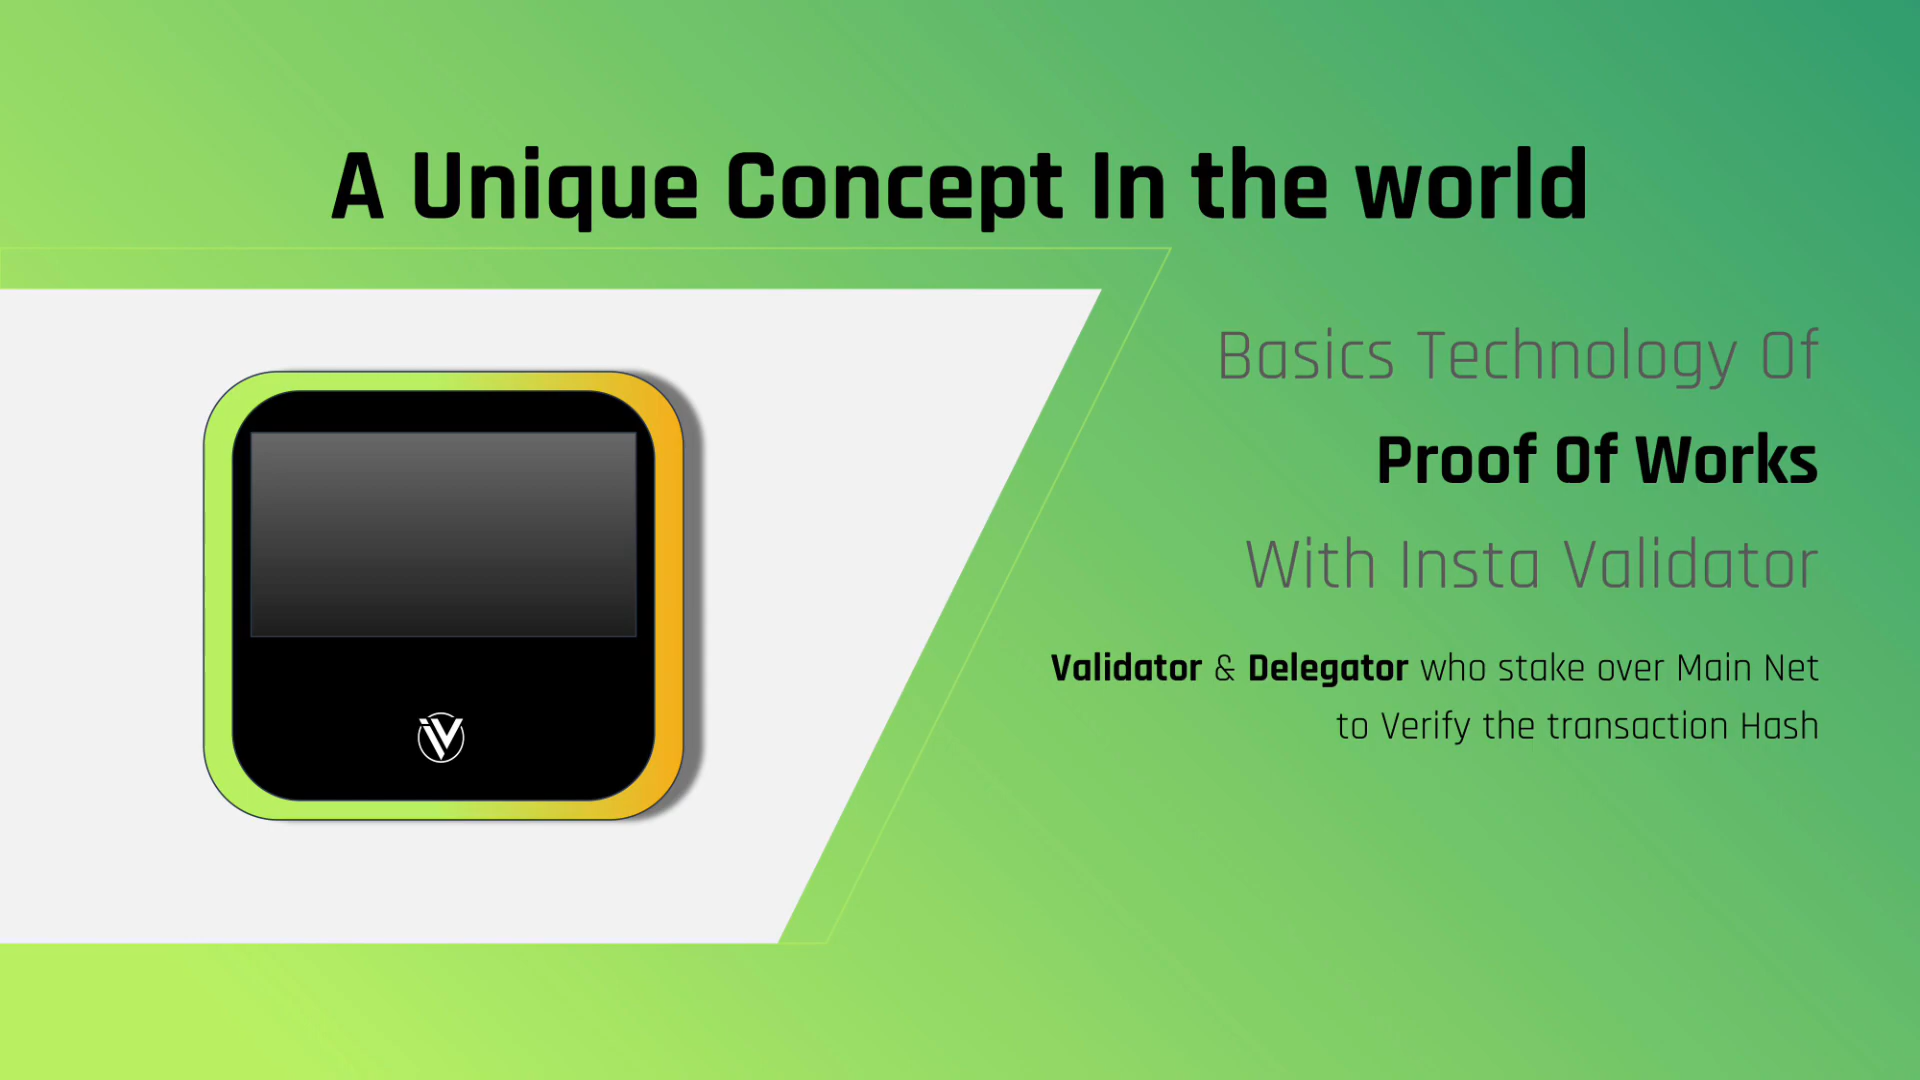 A Unique Concept In the world
Basics Technology Of
Proof Of Works
With Insta Validator
Validator & Delegator who stake over Main Net
to Verify the transaction Hash